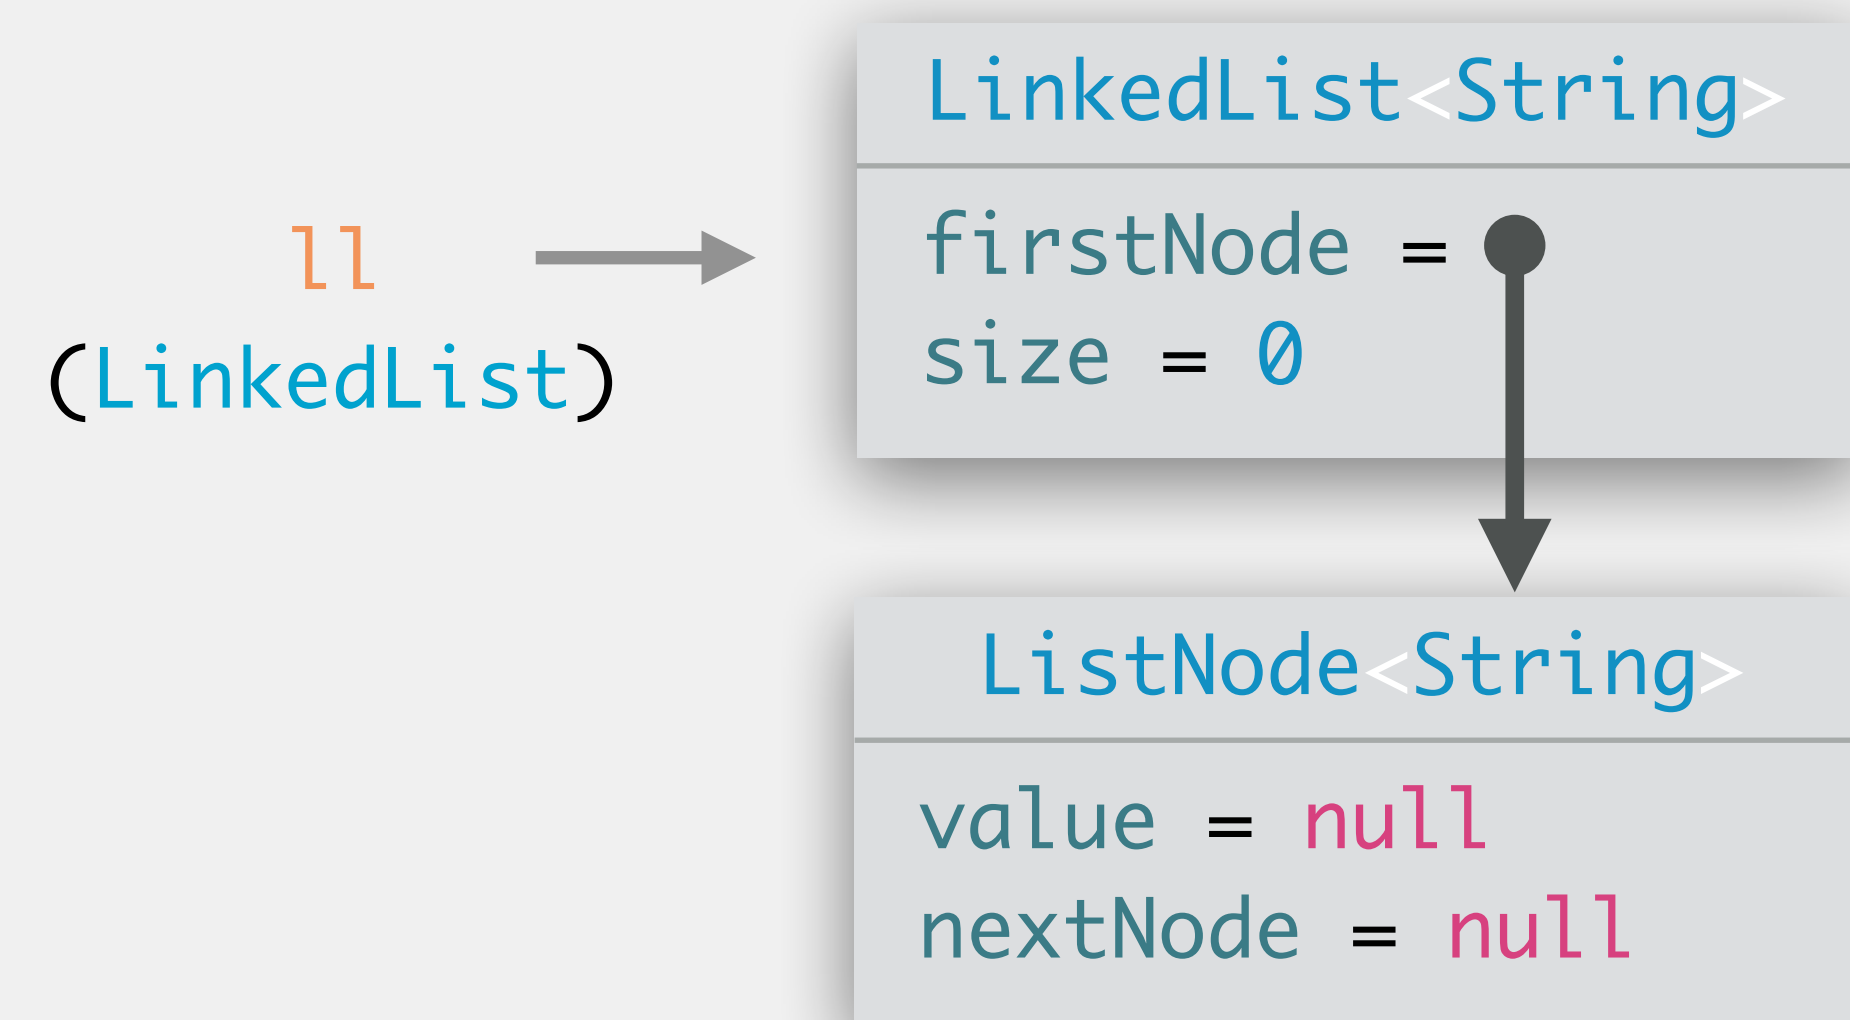 ll
(LinkedList)
LinkedList<String>
firstNode =
size = 0
ListNode<String>
value = null
nextNode = null